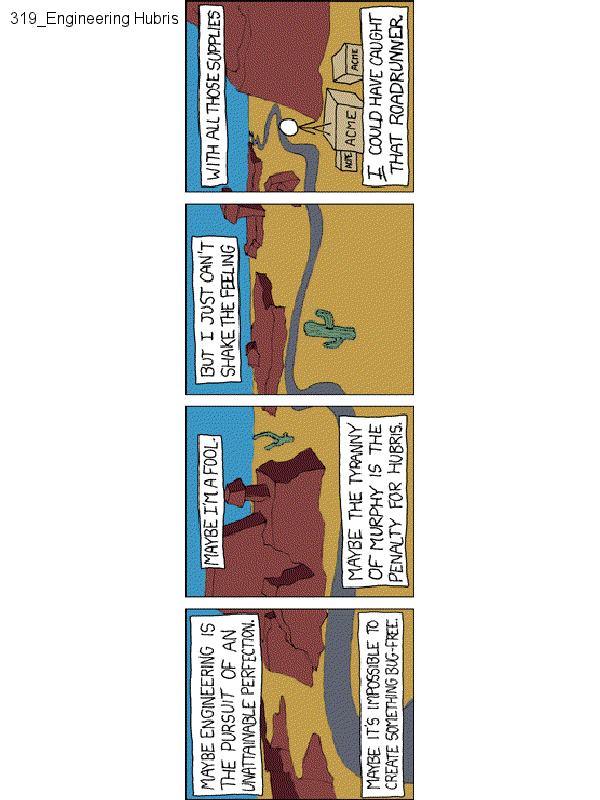 319_Engineering Hubris
MAYBE ENGINEERING IS
THE PURSUIT OF AN
UNATTAINABLE PERFECTION.
MAYBE IT'S IMPOSSIBLE TO
CREATE SOMETHING BUG-FREE.
MAYBE I'M A FOOL.
MAYBE THE TYRANNY
OF MURPHY IS THE
PENALTY FOR HUBRIS.
BUT I JUST CAN'T
SHAKE THE FEELING
WITH ALL THOSE SUPPLIES
ACME
ACME
ACME
I COULD HAVE CAUGHT
THAT ROADRUNNER.